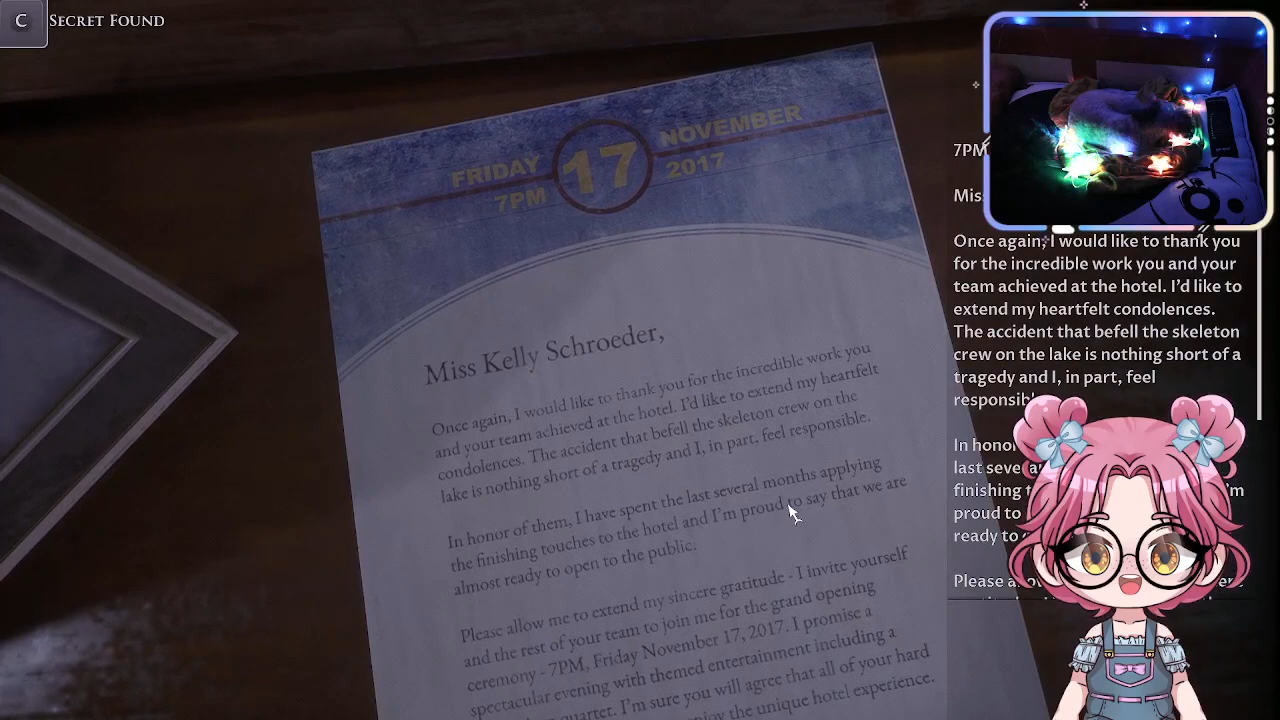 C SECRET FOUND
FRIDAY 17 NOVEMBER
7PM 2017
Miss Kelly Schroeder,
Once again, I would like to thank you for the incredible work you
and your team achieved at the hotel. I'd like to extend my heartfelt
condolences. The accident that befell the skeleton crew on the
lake is nothing short of a tragedy and I, in part, feel responsible.
In honor of them, I have spent the last several months applying
the finishing touches to the hotel and I'm proud to say that we are
almost ready to open to the public.
Please allow me to extend my sincere gratitude - I invite yourself
and the rest of your team to join me for the grand opening
ceremony - 7PM, Friday November 17, 2017. I promise a
spectacular evening with themed entertainment including a
quartet. I'm sure you will agree that all of your hard
the unique hotel experience.
7PM
Once again, I would like to thank you
for the incredible work you and your
team achieved at the hotel. I'd like to
extend my heartfelt condolences.
The accident that befell the skeleton
crew on the lake is nothing short of a
tragedy and I, in part, feel
In honor
last
finishing
proud to
ready to
Please